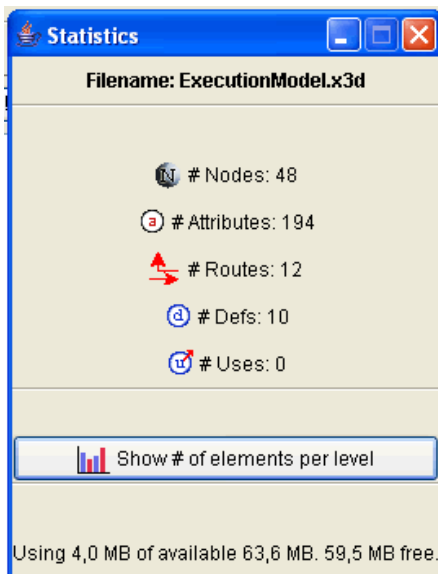 Statistics
Filename: ExecutionModel.x3d
N # Nodes: 48
a # Attributes: 194
# Routes: 12
d # Defs: 10
u # Uses: 0
Show # of elements per level
Using 4,0 MB of available 63,6 MB. 59,5 MB free.